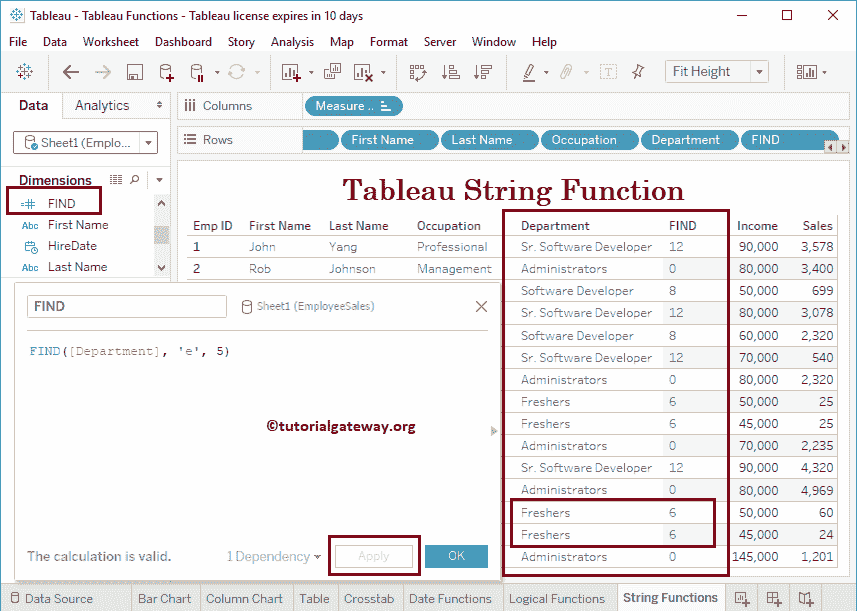 Tableau - Tableau Functions - Tableau license expires in 10 days
File Data Worksheet Dashboard Story Analysis Map Format Server Window Help
Fit Height
Data Analytics Columns Measure ..
Sheet1 (Emplo... Rows First Name Last Name Occupation Department FIND
Dimensions
FIND
Abc First Name
HireDate
Abc Last Name
Tableau String Function
Emp ID First Name Last Name Occupation Department FIND Income Sales
1 John Yang Professional Sr. Software Developer 12 90,000 3,578
2 Rob Johnson Management Administrators 0 80,000 3,400
Software Developer 8 50,000 699
Sr. Software Developer 12 80,000 3,078
Software Developer 8 60,000 2,320
Sr. Software Developer 12 70,000 540
Administrators 0 80,000 2,320
Freshers 6 50,000 25
Freshers 6 45,000 25
Administrators 0 70,000 2,235
Sr. Software Developer 12 90,000 4,320
Administrators 0 80,000 4,969
Freshers 6 50,000 60
Freshers 6 45,000 24
Administrators 0 145,000 1,201
FIND Sheet1 (EmployeeSales)
FIND([Department], 'e', 5)
©tutorialgateway.org
The calculation is valid. 1 Dependency Apply OK
Data Source Bar Chart Column Chart Table Crosstab Date Functions Logical Functions String Functions